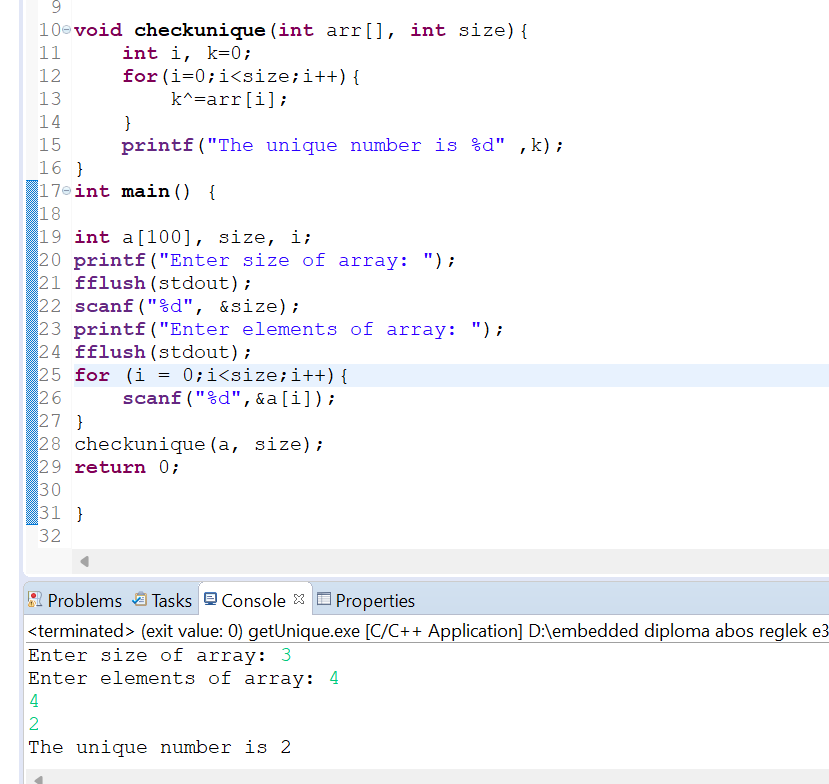 9
10 void checkunique(int arr[], int size){
11     int i, k=0;
12     for(i=0;i<size;i++){
13         k^=arr[i];
14     }
15     printf("The unique number is %d" ,k);
16 }
17 int main() {
18
19 int a[100], size, i;
20 printf("Enter size of array: ");
21 fflush(stdout);
22 scanf("%d", &size);
23 printf("Enter elements of array: ");
24 fflush(stdout);
25 for (i = 0;i<size;i++){
26     scanf("%d",&a[i]);
27 }
28 checkunique(a, size);
29 return 0;
30
31 }
32
Problems Tasks Console Properties
<terminated> (exit value: 0) getUnique.exe [C/C++ Application] D:\embedded diploma abos reglek e3
Enter size of array: 3
Enter elements of array: 4
4
2
The unique number is 2